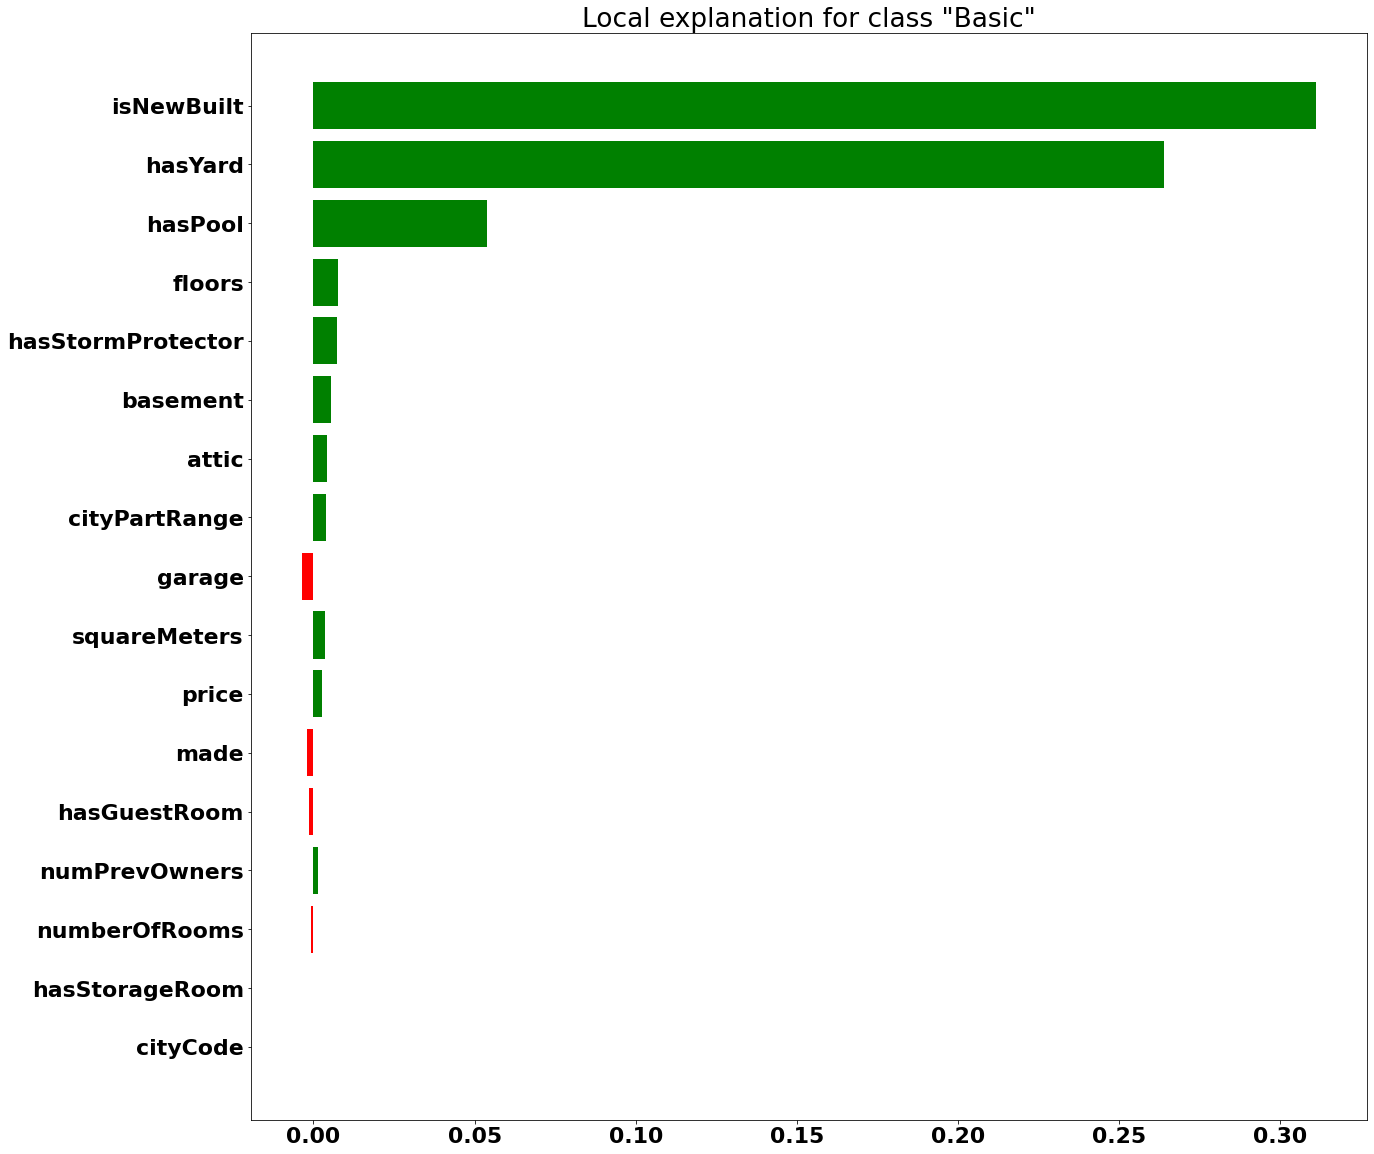 Local explanation for class "Basic"
isNewBuilt
hasYard
hasPool
floors
hasStormProtector
basement
attic
cityPartRange
garage
squareMeters
price
made
hasGuestRoom
numPrevOwners
numberOfRooms
hasStorageRoom
cityCode
0.00 0.05 0.10 0.15 0.20 0.25 0.30